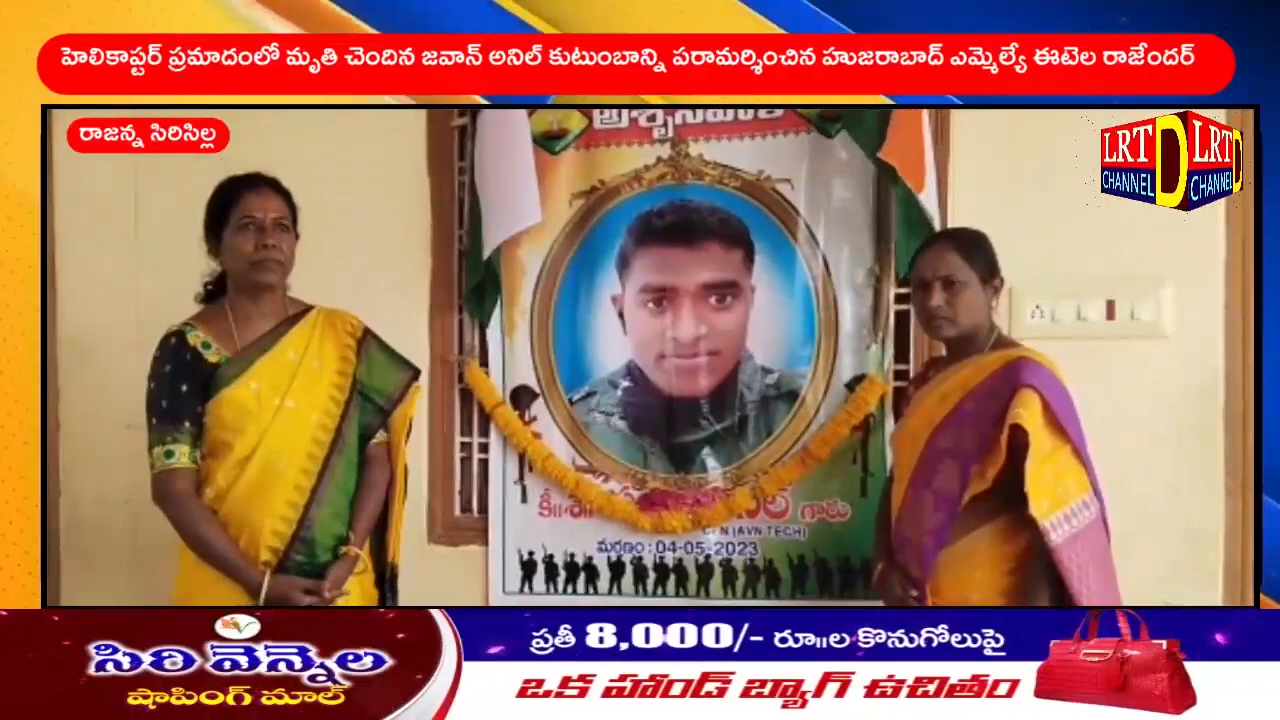 హెలికాప్టర్ ప్రమాదంలో మృతి చెందిన జవాన్ అనిల్ కుటుంబాన్ని పరామర్శించిన హుజరాబాద్ ఎమ్మెల్యే ఈటెల రాజేందర్
రాజన్న సిరిసిల్ల
LRT CHANNEL D LRT CHANNEL D
గారు
(AVN TECH)
మరణం : 04-05-2023
సిరి వెన్నెల
షాపింగ్ మాల్
ప్రతీ 8,000/- రూ॥ల కొనుగోలుపై
ఒక హాండ్ బ్యాగ్ ఉచితం